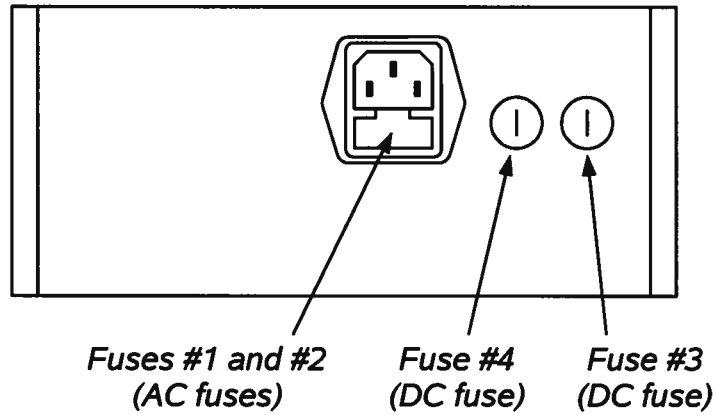 Fuses #1 and #2
(AC fuses)
Fuse #4
(DC fuse)
Fuse #3
(DC fuse)